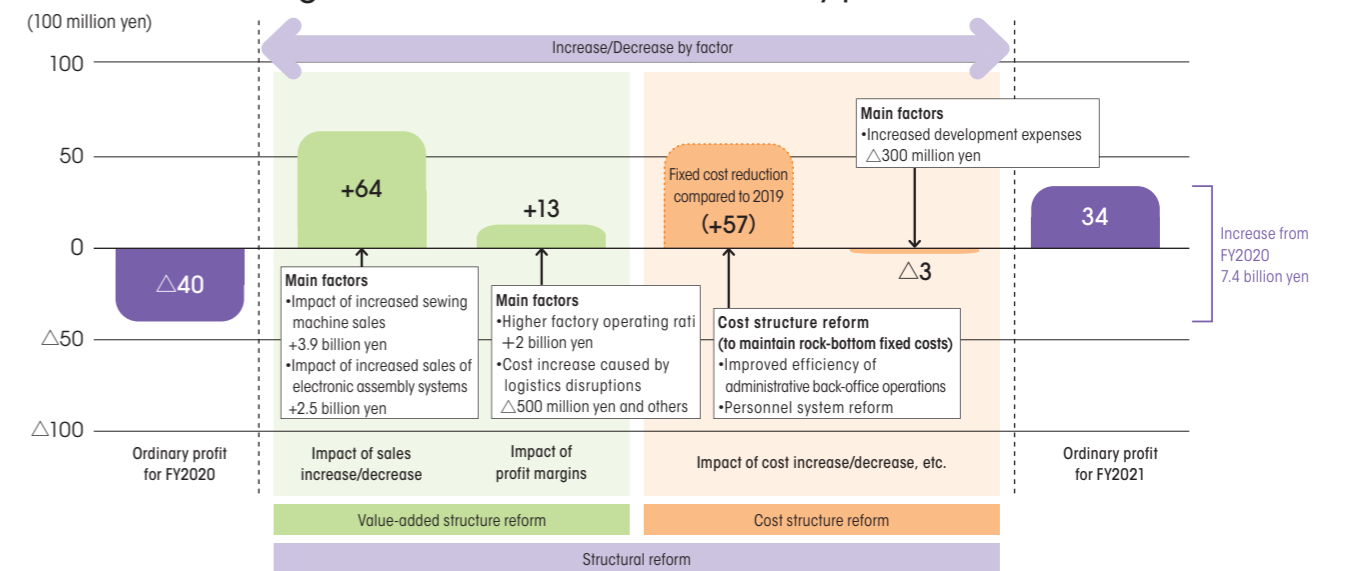 (100 million yen)
Increase/Decrease by factor
100
50
0
△50
△100
△40
+64
+13
Fixed cost reduction
compared to 2019
(+57)
△3
34
Main factors
•Increased development expenses
△300 million yen
Increase from
FY2020
7.4 billion yen
Main factors
•Impact of increased sewing
machine sales
+3.9 billion yen
•Impact of increased sales of
electronic assembly systems
+2.5 billion yen
Main factors
•Higher factory operating rati
+2 billion yen
•Cost increase caused by
logistics disruptions
△500 million yen and others
Cost structure reform
(to maintain rock-bottom fixed costs)
•Improved efficiency of
administrative back-office operations
•Personnel system reform
Ordinary profit
for FY2020
Impact of sales
increase/decrease
Impact of
profit margins
Impact of cost increase/decrease, etc.
Ordinary profit
for FY2021
Value-added structure reform
Cost structure reform
Structural reform